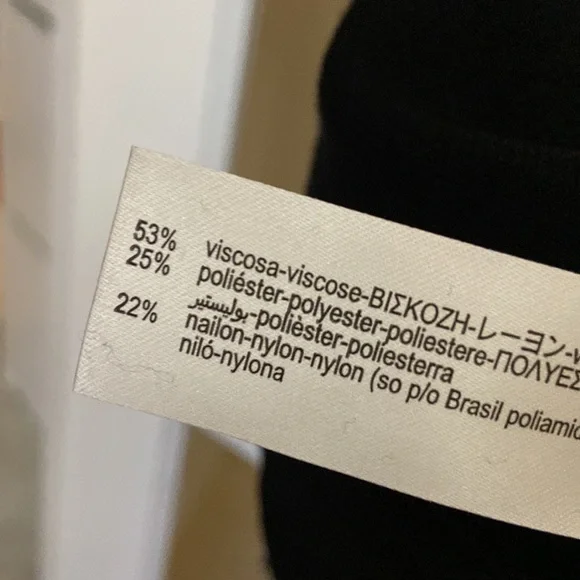 53% viscosa-viscose-ΒΙΣΚΟΖΗ-レーヨン-
25% poliéster-polyester-poliestere-ΠΟΛΥΕΣ
بوليستير-polièster-poliesterra
22% nailon-nylon-nylon (so p/o Brasil poliamid
niló-nylona